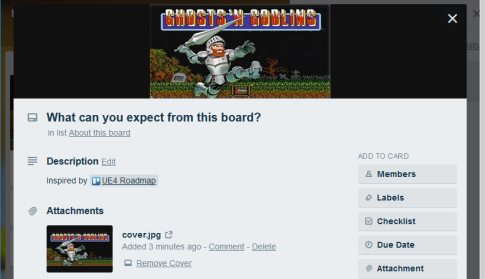 GHOSTS'N GOBLINS
What can you expect from this board?
in list About this board
Description Edit
ADD TO CARD
Members
Inspired by UE4 Roadmap
Labels
Attachments
Checklist
GHOSTS'N GOBLINS
cover.jpg
Added 3 minutes ago - Comment - Delete
Due Date
Remove Cover
Attachment